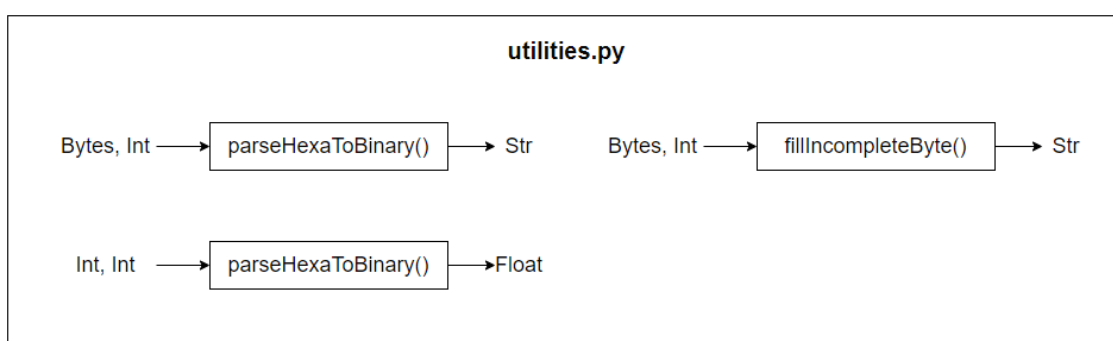 utilities.py
Bytes, Int parseHexaToBinary() Str Bytes, Int fillIncompleteByte() Str
Int, Int parseHexaToBinary() Float